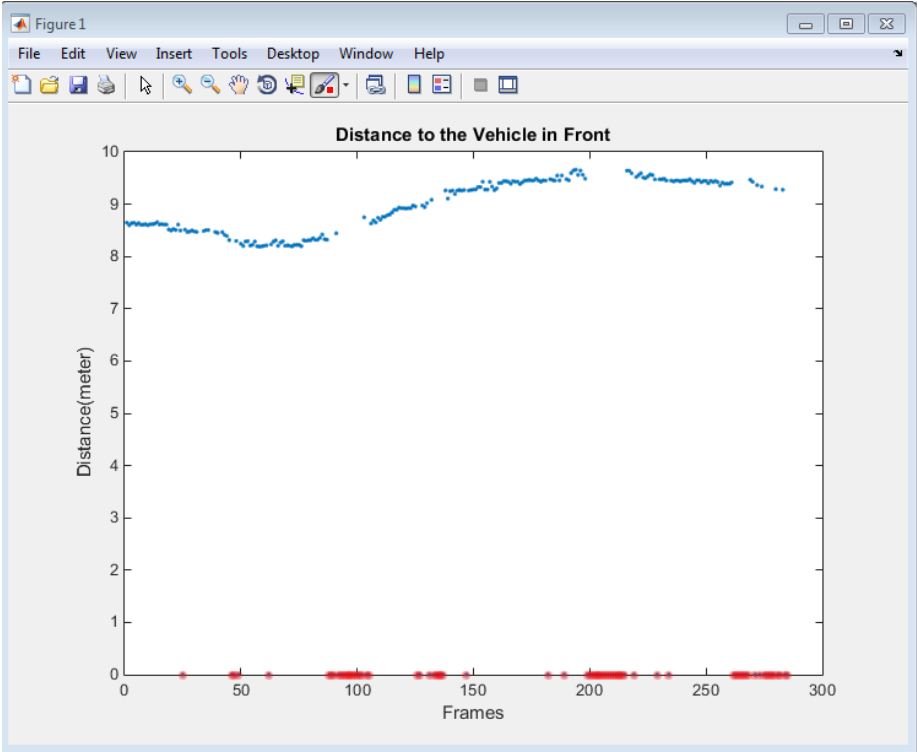 Figure 1
File Edit View Insert Tools Desktop Window Help
Distance to the Vehicle in Front
10
9
8
7
6
5
4
3
2
1
0
Distance(meter)
0 50 100 150 200 250 300
Frames